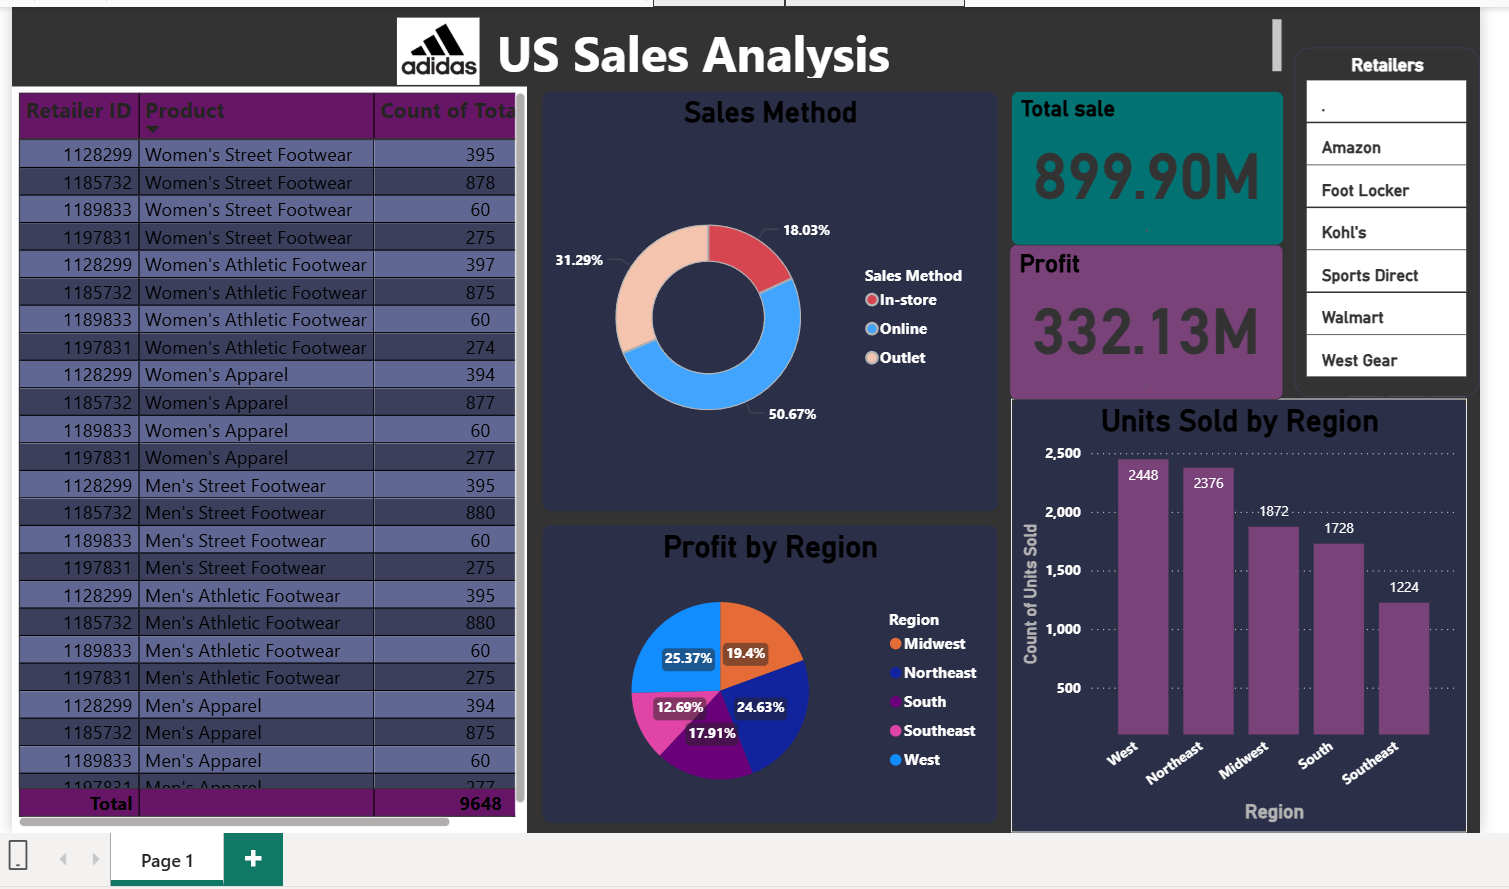 adidas
US Sales Analysis
Retailer ID Product Count of Tota
1128299 Women's Street Footwear 395
1185732 Women's Street Footwear 878
1189833 Women's Street Footwear 60
1197831 Women's Street Footwear 275
1128299 Women's Athletic Footwear 397
1185732 Women's Athletic Footwear 875
1189833 Women's Athletic Footwear 60
1197831 Women's Athletic Footwear 274
1128299 Women's Apparel 394
1185732 Women's Apparel 877
1189833 Women's Apparel 60
1197831 Women's Apparel 277
1128299 Men's Street Footwear 395
1185732 Men's Street Footwear 880
1189833 Men's Street Footwear 60
1197831 Men's Street Footwear 275
1128299 Men's Athletic Footwear 395
1185732 Men's Athletic Footwear 880
1189833 Men's Athletic Footwear 60
1197831 Men's Athletic Footwear 275
1128299 Men's Apparel 394
1185732 Men's Apparel 875
1189833 Men's Apparel 60
1197831 Men's Apparel 277
Total 9648
Sales Method
18.03%
31.29%
50.67%
Sales Method
In-store
Online
Outlet
Profit by Region
25.37%
19.4%
12.69%
24.63%
17.91%
Region
Midwest
Northeast
South
Southeast
West
Total sale
899.90M
Profit
332.13M
Retailers
.
Amazon
Foot Locker
Kohl's
Sports Direct
Walmart
West Gear
Units Sold by Region
Count of Units Sold
2,500
2,000
1,500
1,000
500
2448
2376
1872
1728
1224
West
Northeast
Midwest
South
Southeast
Region
Page 1
+